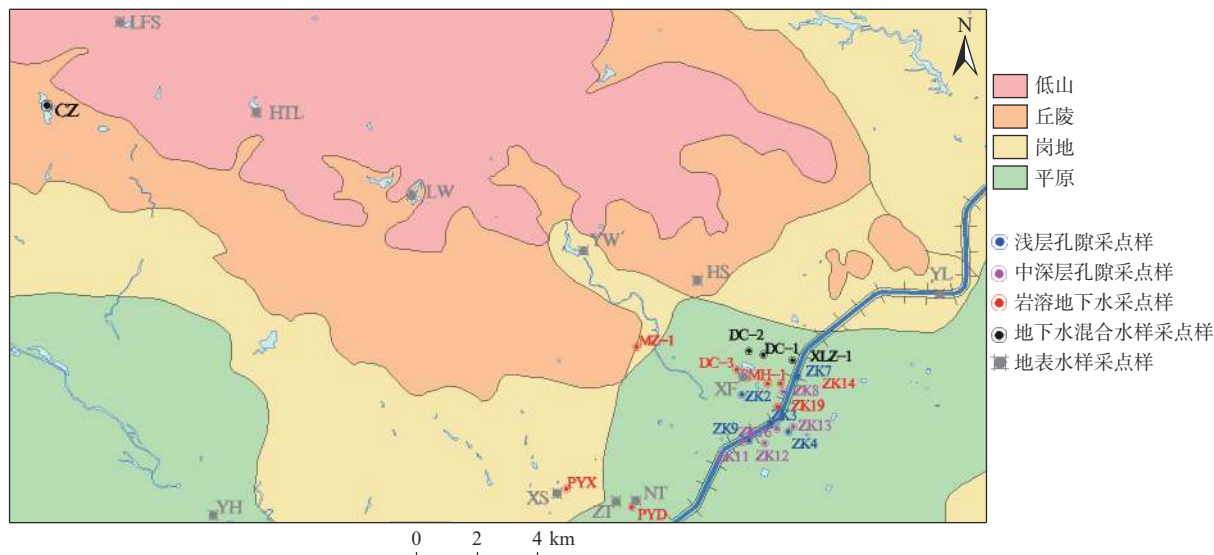 LFS
N
CZ
HTL
LW
YW
HS
YL
低山
丘陵
岗地
平原
浅层孔隙采点样
中深层孔隙采点样
岩溶地下水采点样
地下水混合水样采点样
地表水样采点样
MZ-1
DC-2
DC-1
XLZ-1
DC-3
MH-1
ZK7
ZK14
XF
ZK2
ZK8
ZK19
ZK3
ZK9
ZK13
ZK4
ZK11
ZK12
PYX
XS
ZT
NT
PYD
YH
0 2 4 km